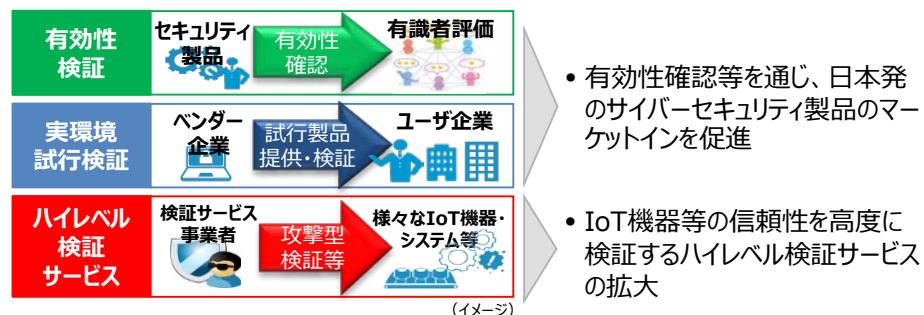 有効性
検証
セキュリティ
製品
有効性
確認
有識者評価
実環境
試行検証
ベンダー
企業
試行製品
提供・検証
ユーザ企業
ハイレベル
検証
サービス
検証サービス
事業者
攻撃型
検証等
様々なIoT機器・
システム等
(イメージ)
• 有効性確認等を通じ、日本発
のサイバーセキュリティ製品のマー
ケットインを促進
• IoT機器等の信頼性を高度に
検証するハイレベル検証サービス
の拡大